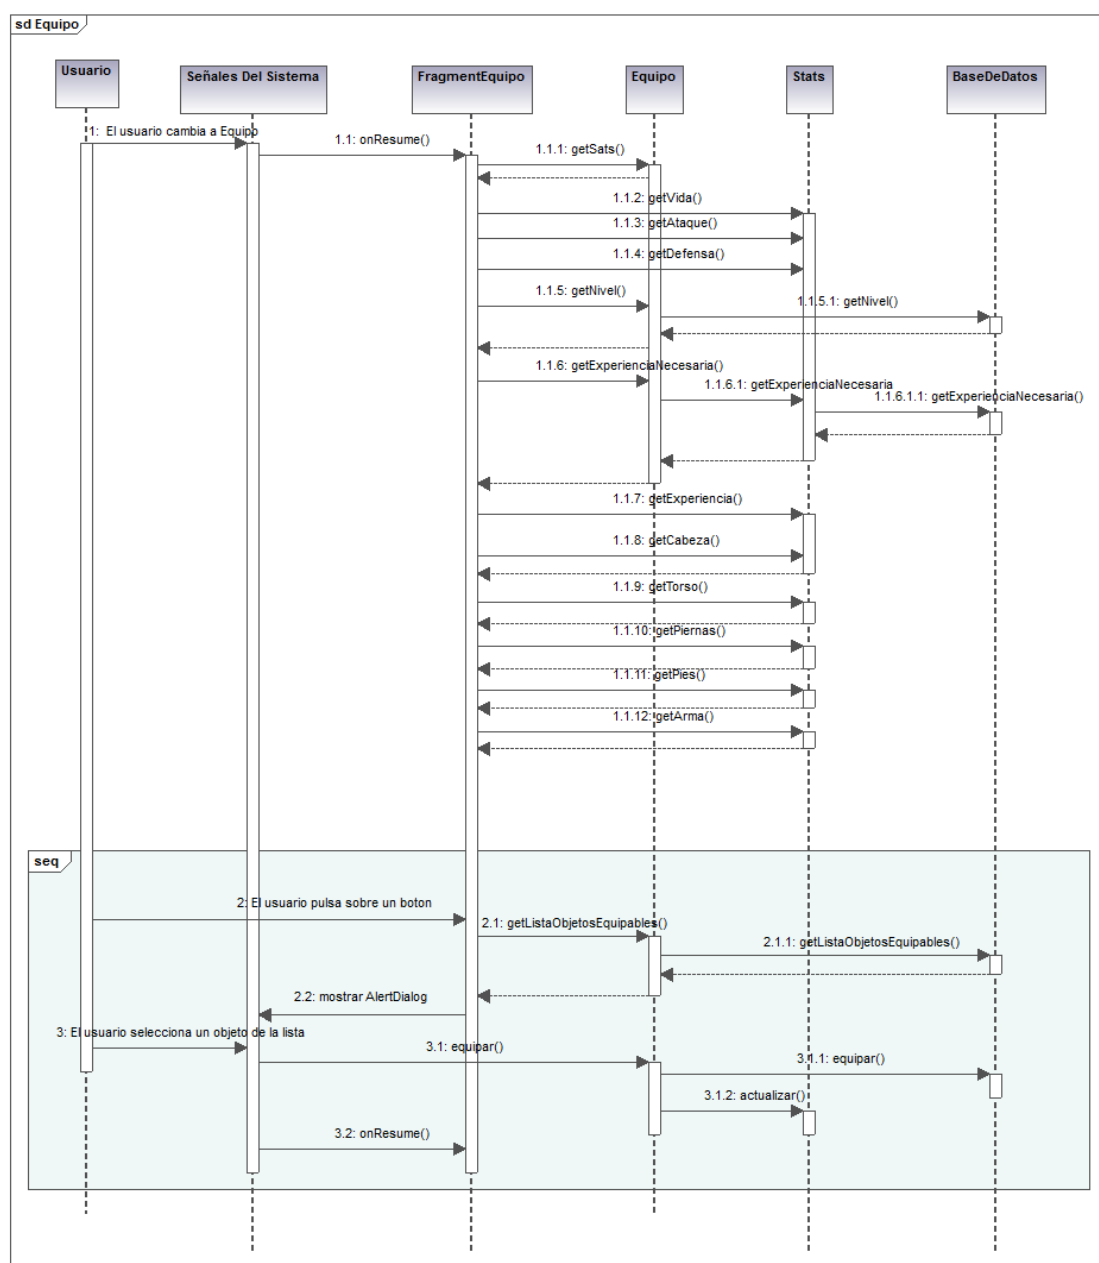 sd Equipo
Usuario
Señales Del Sistema
FragmentEquipo
Equipo
Stats
BaseDeDatos
1: El usuario cambia a Equipo
1.1: onResume()
1.1.1: getSats()
1.1.2: getVida()
1.1.3: getAtaque()
1.1.4: getDefensa()
1.1.5: getNivel()
1.1.5.1: getNivel()
1.1.6: getExperienciaNecesaria()
1.1.6.1: getExperienciaNecesaria
1.1.6.1.1: getExperienciaNecesaria()
1.1.7: getExperiencia()
1.1.8: getCabeza()
1.1.9: getTorso()
1.1.10: getPiernas()
1.1.11: getPies()
1.1.12: getArma()
seq
2: El usuario pulsa sobre un boton
2.1: getListaObjetosEquipables()
2.1.1: getListaObjetosEquipables()
2.2: mostrar AlertDialog
3: El usuario selecciona un objeto de la lista
3.1: equipar()
3.1.1: equipar()
3.1.2: actualizar()
3.2: onResume()